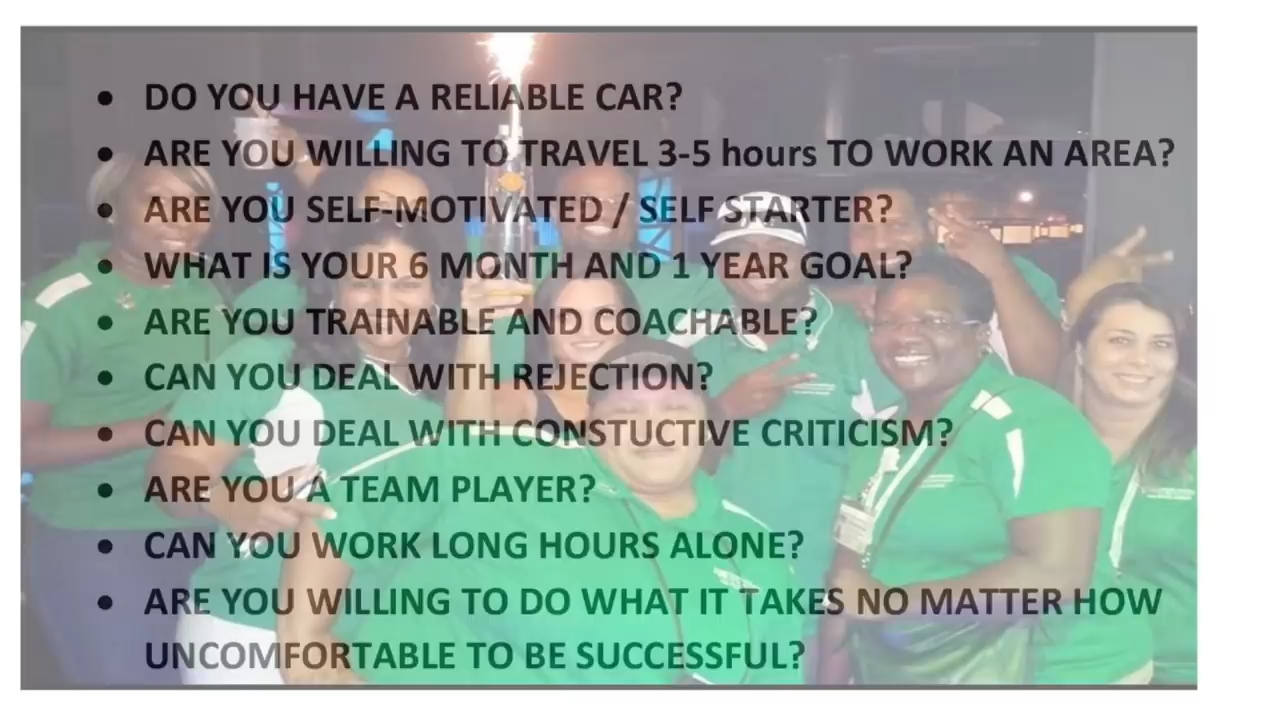 • DO YOU HAVE A RELIABLE CAR?
• ARE YOU WILLING TO TRAVEL 3-5 hours TO WORK AN AREA?
• ARE YOU SELF-MOTIVATED / SELF STARTER?
• WHAT IS YOUR 6 MONTH AND 1 YEAR GOAL?
• ARE YOU TRAINABLE AND COACHABLE?
• CAN YOU DEAL WITH REJECTION?
• CAN YOU DEAL WITH CONSTUCTIVE CRITICISM?
• ARE YOU A TEAM PLAYER?
• CAN YOU WORK LONG HOURS ALONE?
• ARE YOU WILLING TO DO WHAT IT TAKES NO MATTER HOW
UNCOMFORTABLE TO BE SUCCESSFUL?